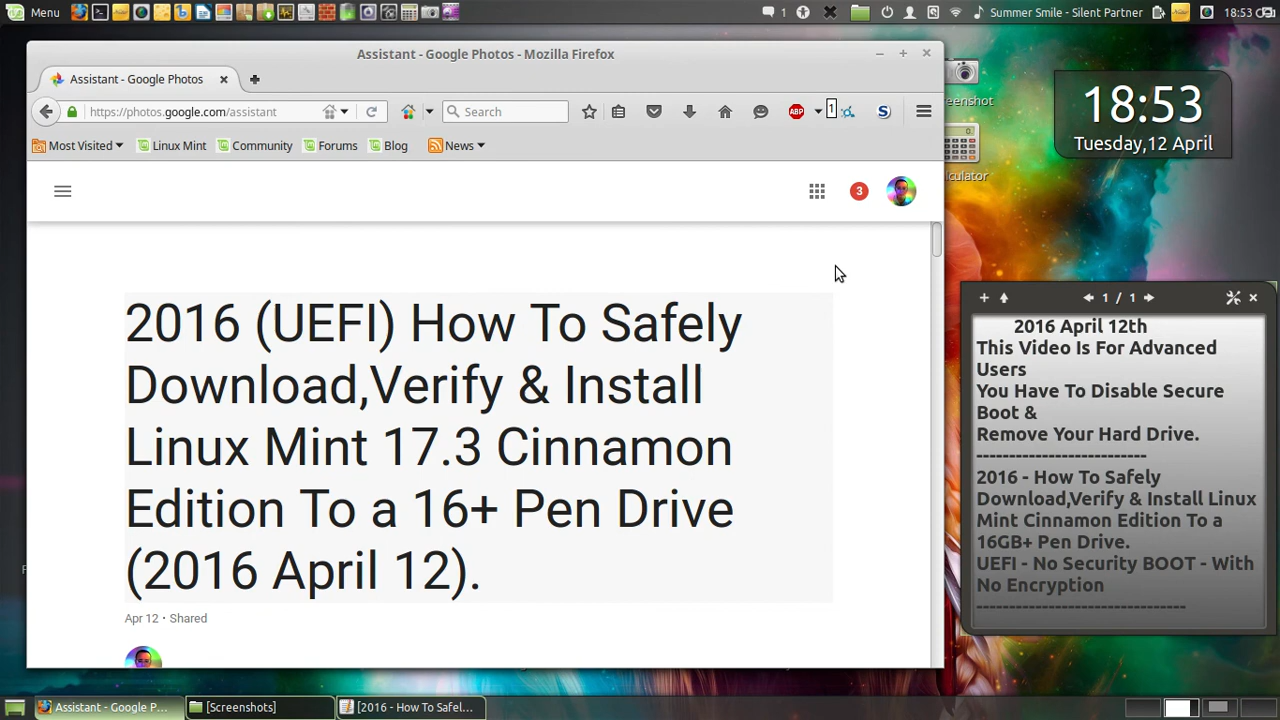 Menu
1
Summer Smile - Silent Partner
18:53
Assistant - Google Photos - Mozilla Firefox
Assistant - Google Photos
https://photos.google.com/assistant
Search
ABP
1
S
Most Visited
Linux Mint
Community
Forums
Blog
News
3
2016 (UEFI) How To Safely
Download,Verify & Install
Linux Mint 17.3 Cinnamon
Edition To a 16+ Pen Drive
(2016 April 12).
Apr 12 · Shared
18:53
Tuesday,12 April
1 / 1
2016 April 12th
This Video Is For Advanced
Users
You Have To Disable Secure
Boot &
Remove Your Hard Drive.
-------------------------
2016 - How To Safely
Download,Verify & Install Linux
Mint Cinnamon Edition To a
16GB+ Pen Drive.
UEFI - No Security BOOT - With
No Encryption
-------------------------------
Assistant - Google P...
[Screenshots]
[2016 - How To Safel...